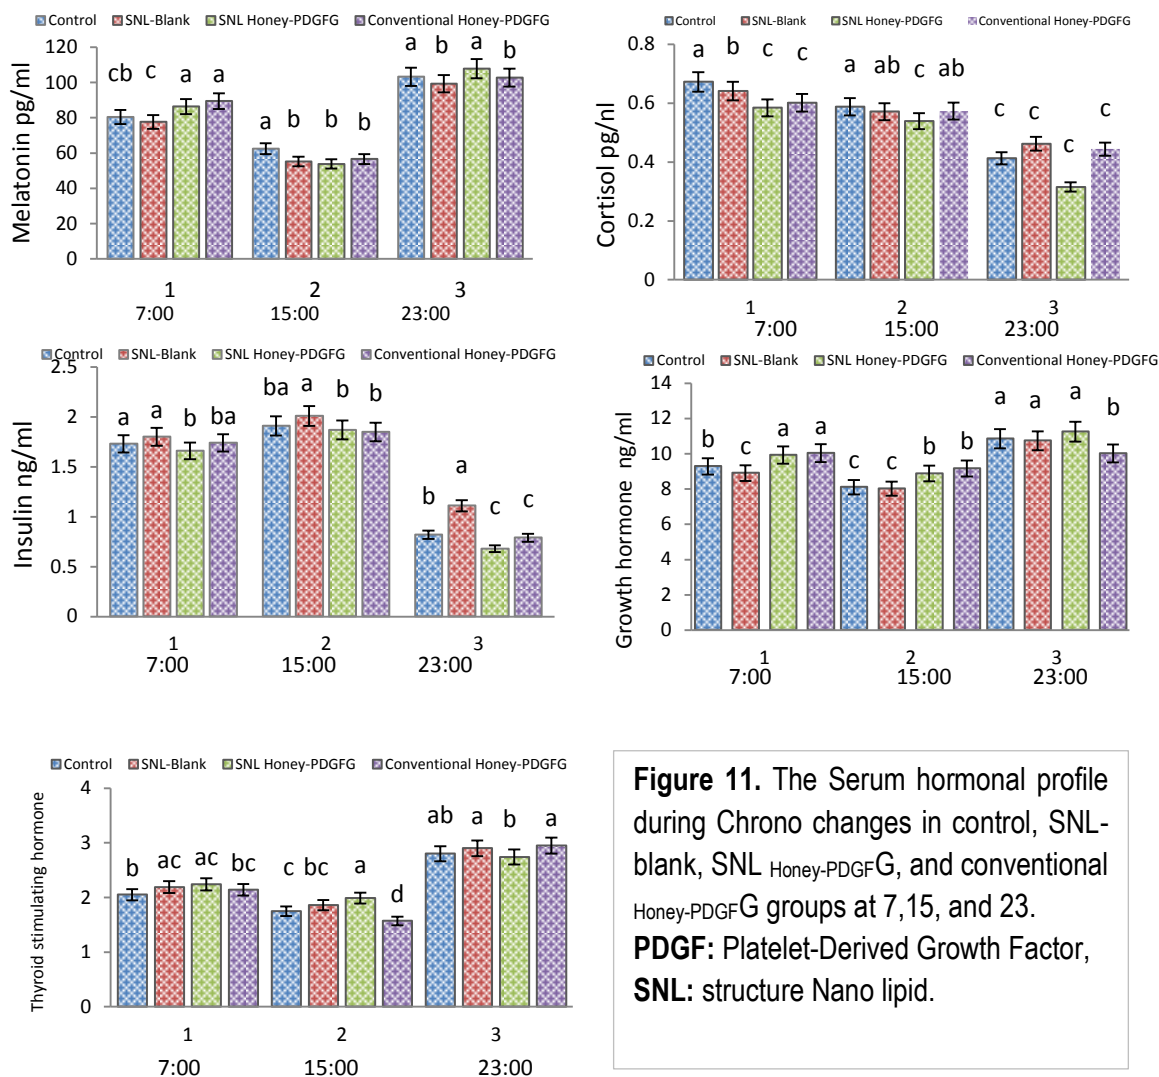 Control SNL-Blank SNL Honey-PDGFG Conventional Honey-PDGFG
Melatonin pg/ml
120
100
80
60
40
20
0
cb c a a
a b b b
a b a b
1 2 3
7:00 15:00 23:00
Control SNL-Blank SNL Honey-PDGFG Conventional Honey-PDGFG
Cortisol pg/nl
0.8
0.6
0.4
0.2
0
a b c c
a ab c ab
c c c c
1 2 3
7:00 15:00 23:00
Control SNL-Blank SNL Honey-PDGFG Conventional Honey-PDGFG
Insulin ng/ml
2.5
2
1.5
1
0.5
0
a a b ba
ba a b b
b a c c
1 2 3
7:00 15:00 23:00
Control SNL-Blank SNL Honey-PDGFG Conventional Honey-PDGFG
Growth hormone ng/ml
14
12
10
8
6
4
2
0
b c a a
c c b b
a a a b
1 2 3
7:00 15:00 23:00
Control SNL-Blank SNL Honey-PDGFG Conventional Honey-PDGFG
Thyroid stimulating hormone
4
3
2
1
0
b ac ac bc
c bc a d
ab a b a
1 2 3
7:00 15:00 23:00
Figure 11. The Serum hormonal profile
during Chrono changes in control, SNL-
blank, SNL Honey-PDGFG, and conventional
Honey-PDGFG groups at 7,15, and 23.
PDGF: Platelet-Derived Growth Factor,
SNL: structure Nano lipid.